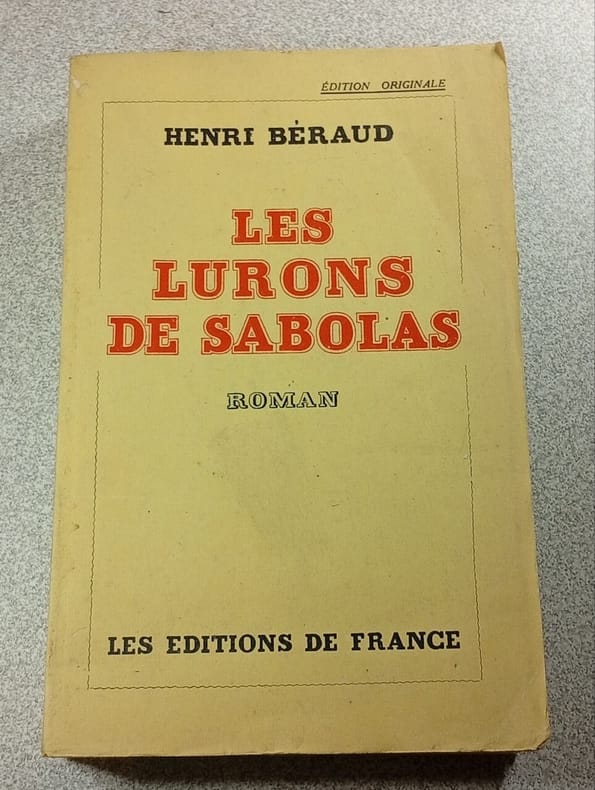 ÉDITION ORIGINALE
HENRI BÉRAUD
LES
LURONS
DE SABOLAS
ROMAN
LES EDITIONS DE FRANCE